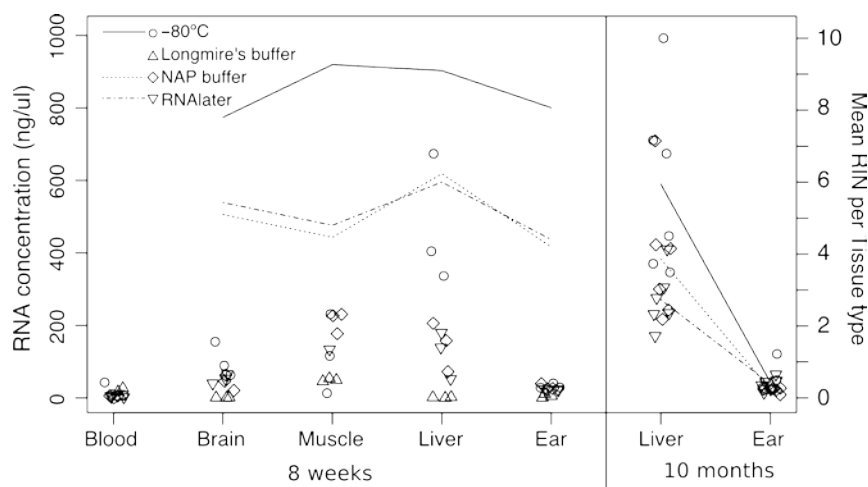 1000
800
600
400
200
0
RNA concentration (ng/ul)
−80°C
Longmire's buffer
NAP buffer
RNAlater
10
8
6
4
2
0
Mean RIN per Tissue type
Blood Brain Muscle Liver Ear Liver Ear
8 weeks 10 months